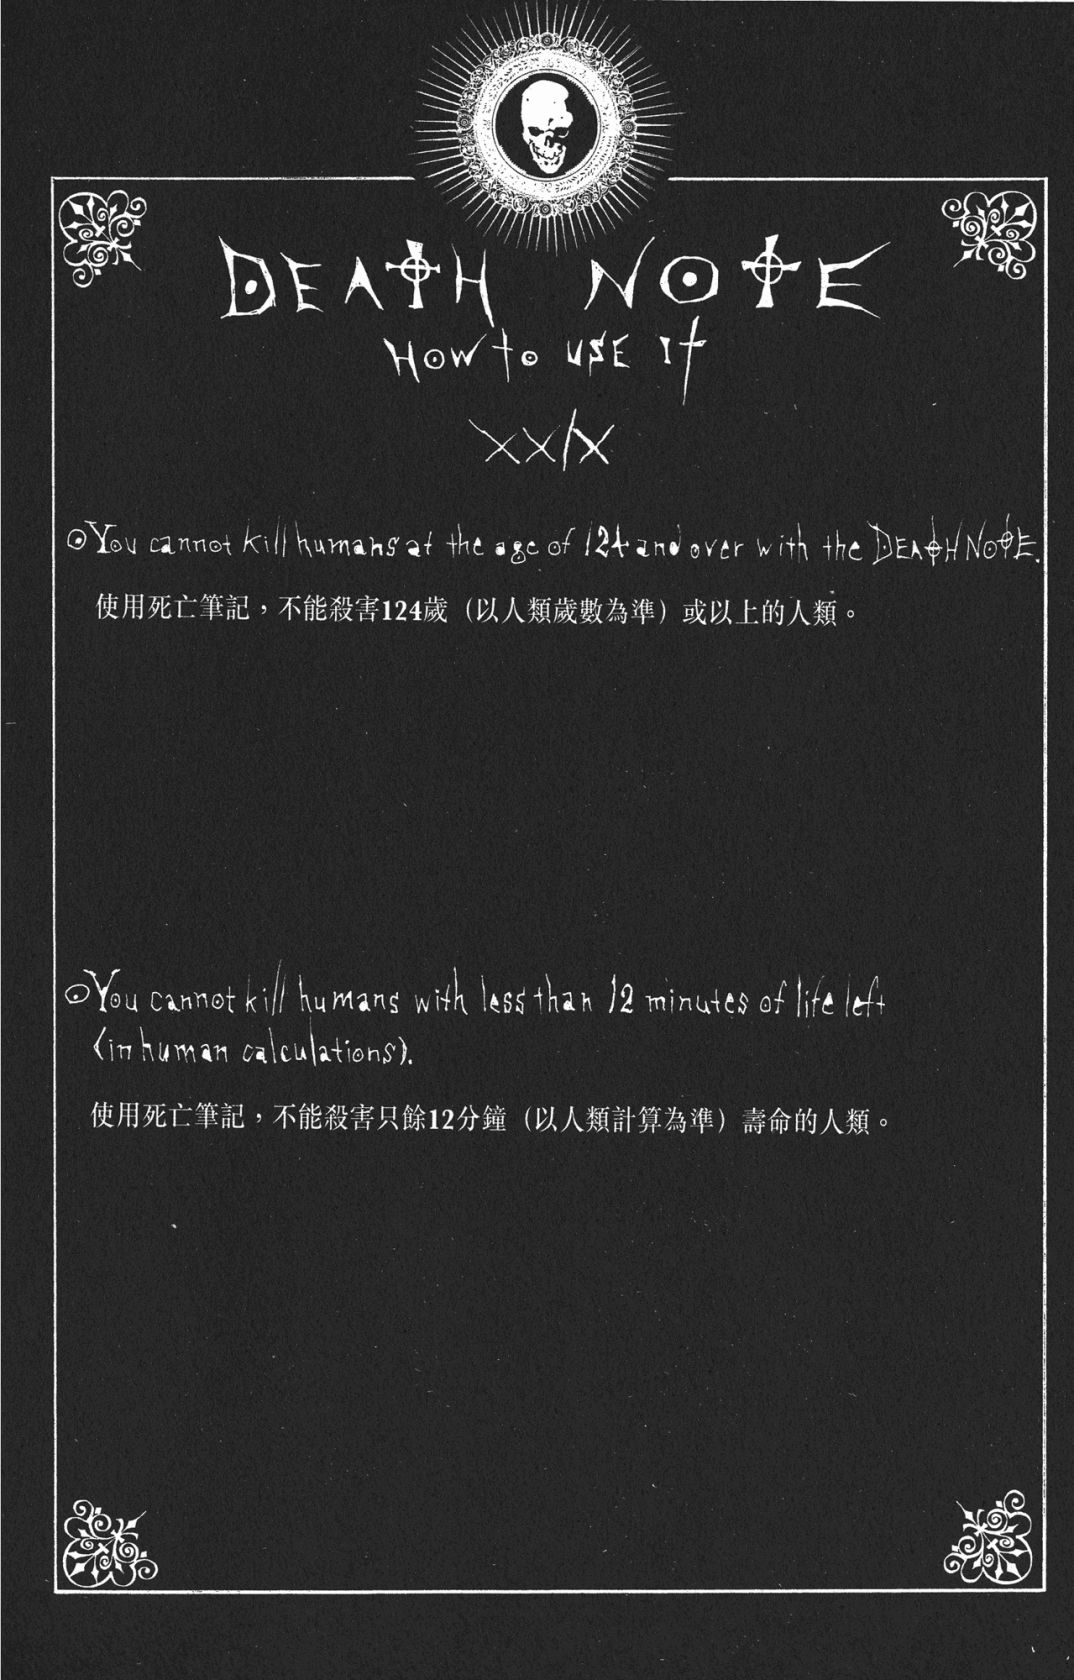 DEATH NOTE
HOW to USE It
XXIX
You cannot kill humans at the age of 124 and over with the DEATH NOTE.
使用死亡筆記，不能殺害124歲（以人類歲數為準）或以上的人類。
You cannot kill humans with less than 12 minutes of life left
(in human calculations).
使用死亡筆記，不能殺害只餘12分鐘（以人類計算為準）壽命的人類。